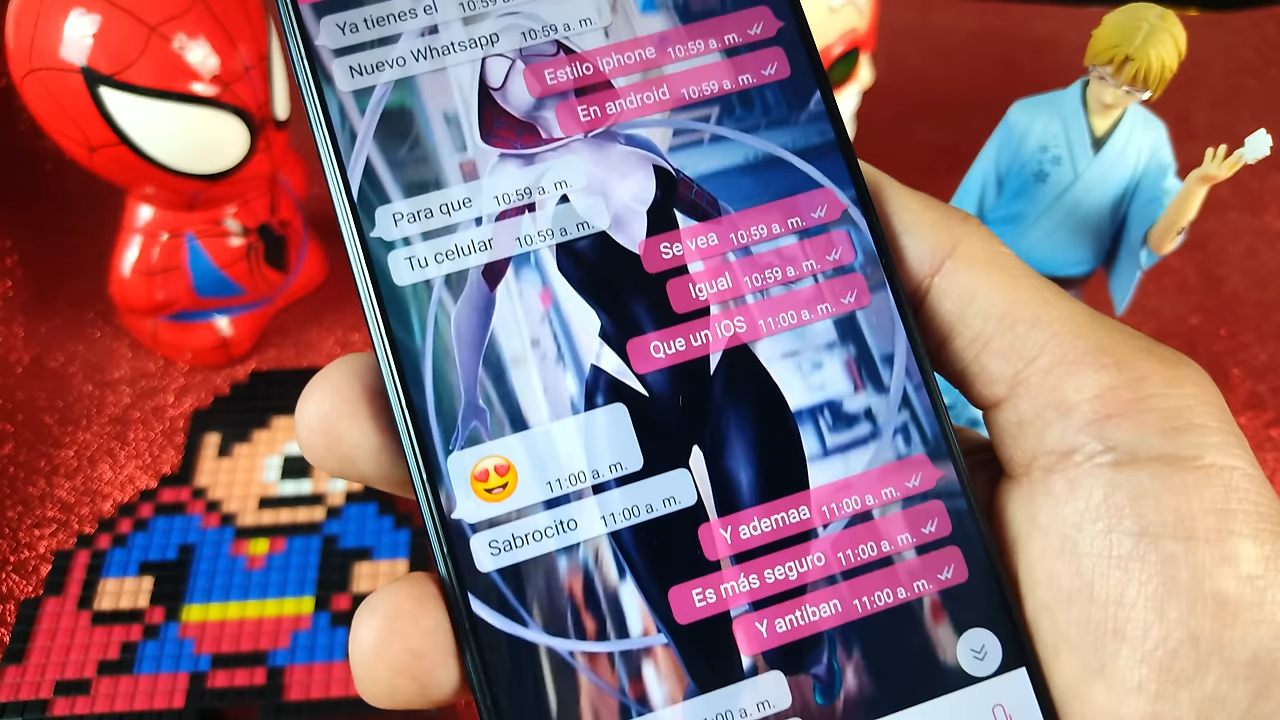 Ya tienes el 10:59 a. m.
Nuevo Whatsapp 10:59 a. m.
Estilo iphone 10:59 a. m.
En android 10:59 a. m.
Para que 10:59 a. m.
Tu celular 10:59 a. m.
Se vea 10:59 a. m.
Igual 10:59 a. m.
Que un iOS 11:00 a. m.
😍 11:00 a. m.
Sabrocito 11:00 a. m.
Y ademaa 11:00 a. m.
Es más seguro 11:00 a. m.
Y antiban 11:00 a. m.
a. m.